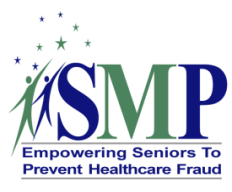 SMP
Empowering Seniors To
Prevent Healthcare Fraud